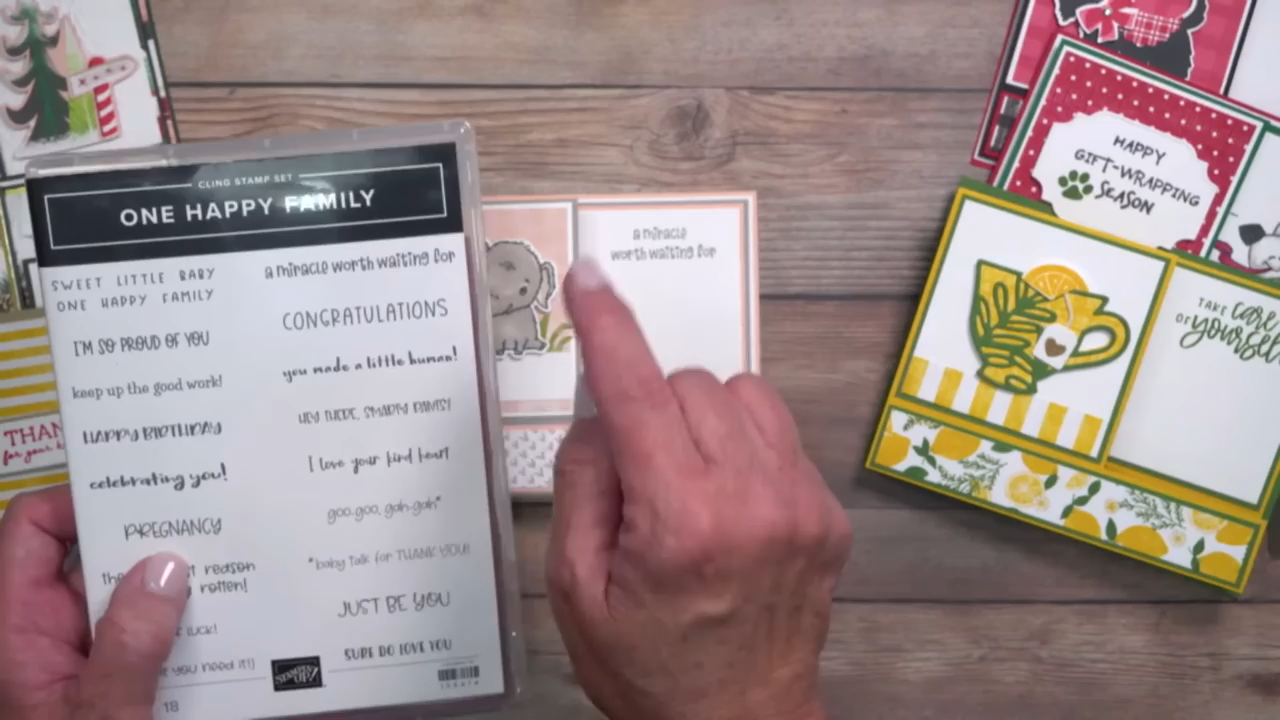 CLING STAMP SET
ONE HAPPY FAMILY
SWEET LITTLE BABY
ONE HAPPY FAMILY
I'M SO PROUD OF YOU
keep up the good work!
HAPPY BIRTHDAY
celebrating you!
PREGNANCY
reason
rotten!
luck!
you need it!)
18
a miracle worth waiting for
CONGRATULATIONS
you made a little human!
HEY THERE, SMARTY PANTS!
I love your kind heart
goo-goo, gah-gah*
*baby talk for THANK YOU!
JUST BE YOU
SURE DO LOVE YOU
STAMPIN' UP!
a miracle
worth waiting for
HAPPY
GIFT-WRAPPING
SEASON
TAKE care
OF yourself
for your